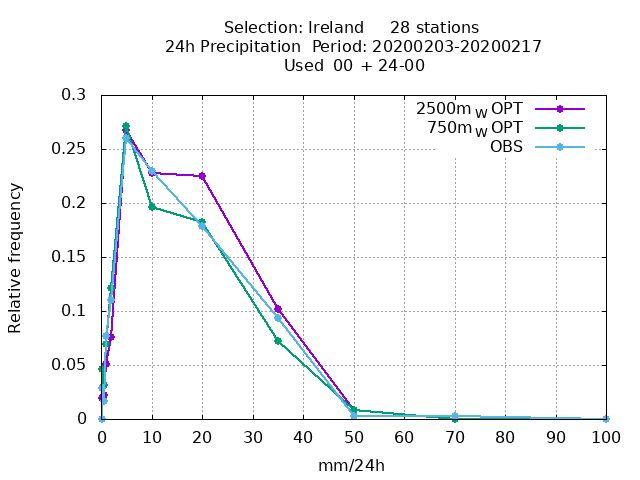 Selection: Ireland 28 stations
24h Precipitation Period: 20200203-20200217
Used 00 + 24-00
2500m_W OPT
750m_W OPT
OBS
Relative frequency
0.3
0.25
0.2
0.15
0.1
0.05
0
0 10 20 30 40 50 60 70 80 90 100
mm/24h